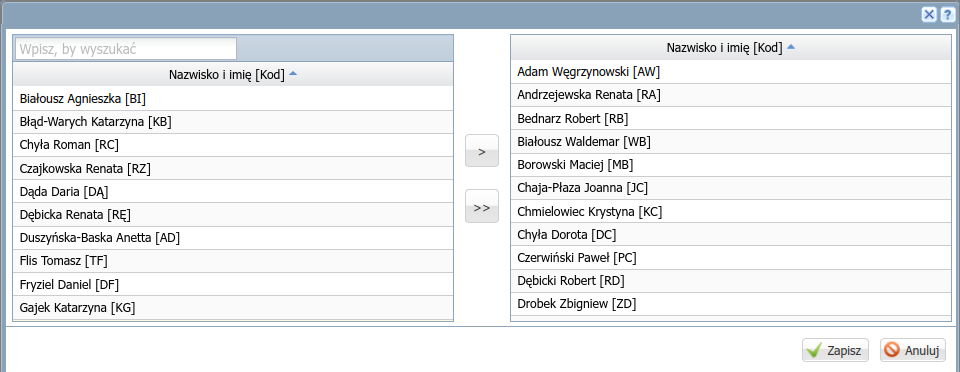 Wpisz, by wyszukać
Nazwisko i imię [Kod]
Białousz Agnieszka [BI]
Błąd-Warych Katarzyna [KB]
Chyła Roman [RC]
Czajkowska Renata [RZ]
Dąda Daria [DĄ]
Dębicka Renata [RĘ]
Duszyńska-Baska Anetta [AD]
Flis Tomasz [TF]
Fryziel Daniel [DF]
Gajek Katarzyna [KG]
>
>>
Nazwisko i imię [Kod]
Adam Węgrzynowski [AW]
Andrzejewska Renata [RA]
Bednarz Robert [RB]
Białousz Waldemar [WB]
Borowski Maciej [MB]
Chaja-Płaza Joanna [JC]
Chmielowiec Krystyna [KC]
Chyła Dorota [DC]
Czerwiński Paweł [PC]
Dębicki Robert [RD]
Drobek Zbigniew [ZD]
Zapisz
Anuluj